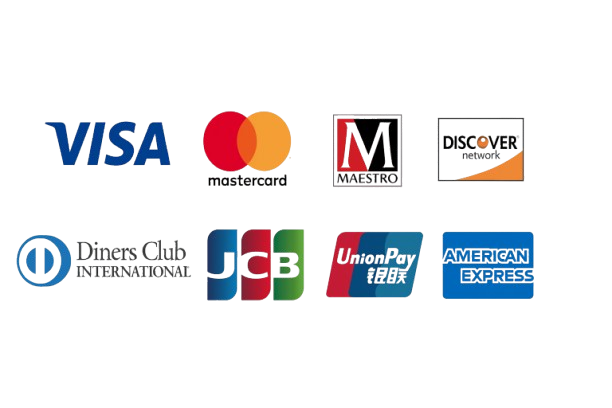 VISA
mastercard
M
MAESTRO
DISCOVER
network
Diners Club
INTERNATIONAL
JCB
UnionPay
银联
AMERICAN
EXPRESS